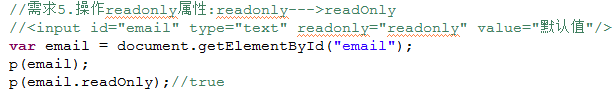 //需求5.操作readonly属性:readonly--->readOnly
//<input id="email" type="text" readonly="readonly" value="默认值"/>
var email = document.getElementById("email");
p(email);
p(email.readOnly);//true